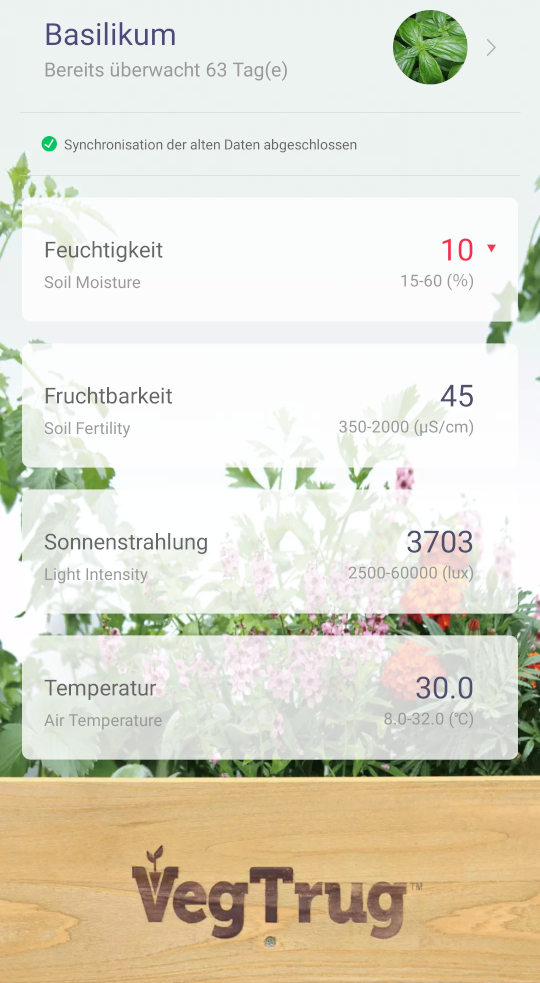 Basilikum
Bereits überwacht 63 Tag(e)
Synchronisation der alten Daten abgeschlossen
Feuchtigkeit 10
Soil Moisture 15-60 (%)
Fruchtbarkeit 45
Soil Fertility 350-2000 (µS/cm)
Sonnenstrahlung 3703
Light Intensity 2500-60000 (lux)
Temperatur 30.0
Air Temperature 8.0-32.0 (℃)
VegTrug™